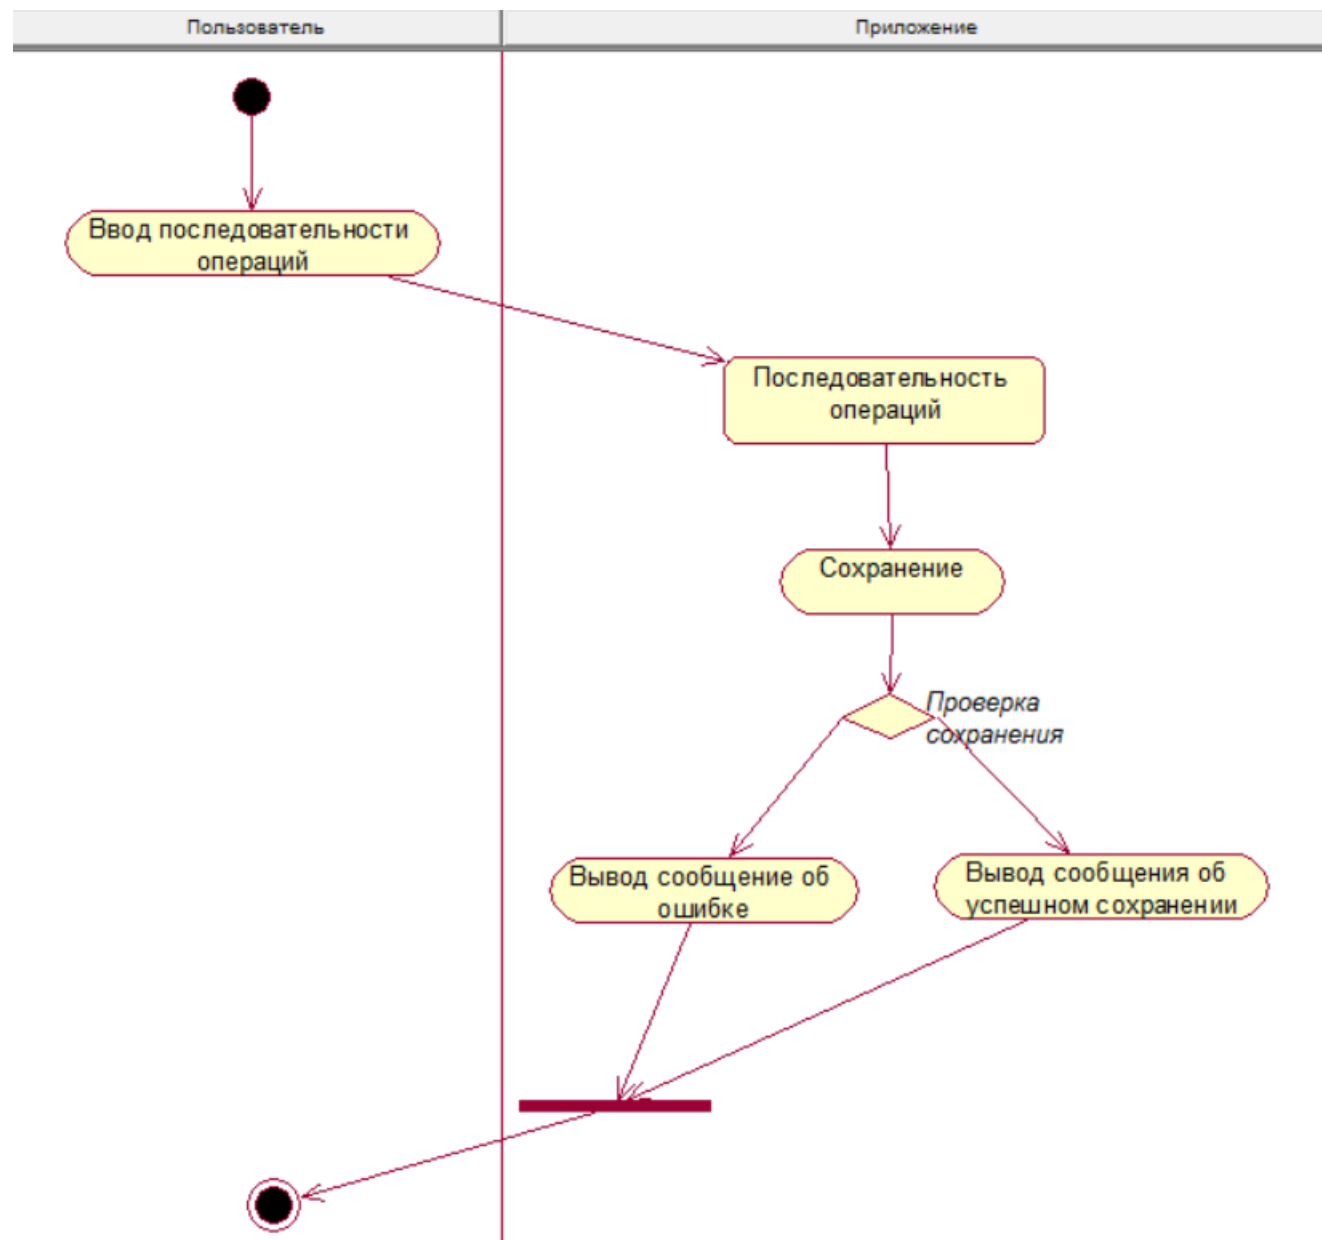 Пользователь
Приложение
Ввод последовательности
операций
Последовательность
операций
Сохранение
Проверка
сохранения
Вывод сообщение об
ошибке
Вывод сообщения об
успешном сохранении